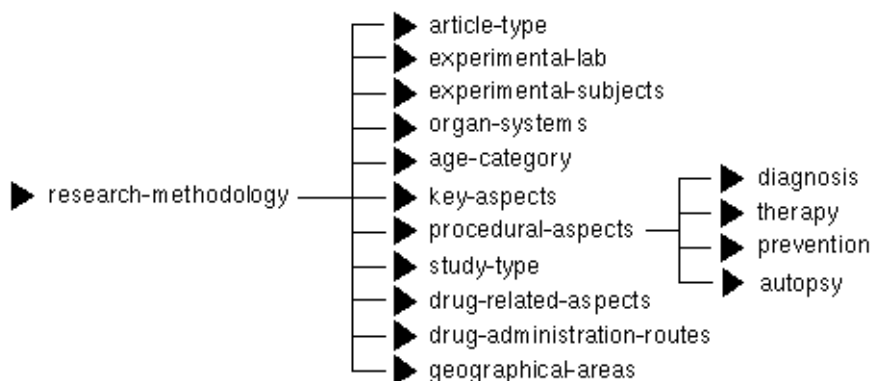 article-type
experimental-lab
experimental-subjects
organ-systems
age-category
research-methodology
key-aspects
procedural-aspects
study-type
drug-related-aspects
drug-administration-routes
geographical-areas
diagnosis
therapy
prevention
autopsy